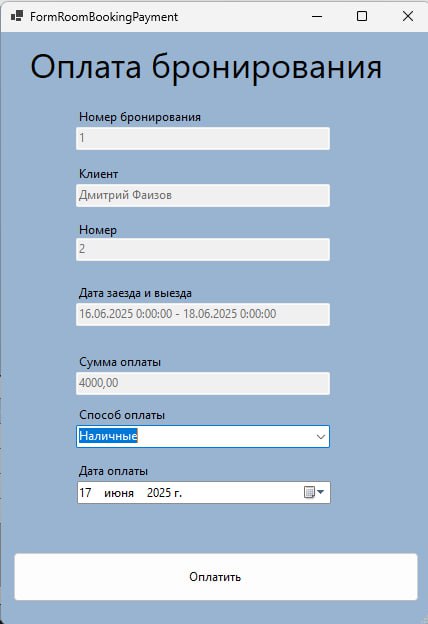 FormRoomBookingPayment
Оплата бронирования
Номер бронирования
1
Клиент
Дмитрий Фаизов
Номер
2
Дата заезда и выезда
16.06.2025 0:00:00 - 18.06.2025 0:00:00
Сумма оплаты
4000,00
Способ оплаты
Наличные
Дата оплаты
17 июня 2025 г.
Оплатить